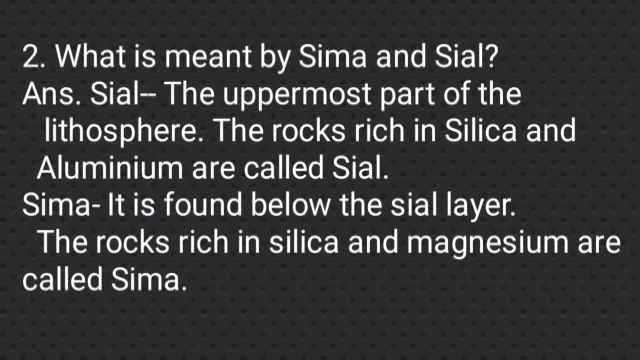 2. What is meant by Sima and Sial?
Ans. Sial-- The uppermost part of the
lithosphere. The rocks rich in Silica and
Aluminium are called Sial.
Sima- It is found below the sial layer.
The rocks rich in silica and magnesium are
called Sima.